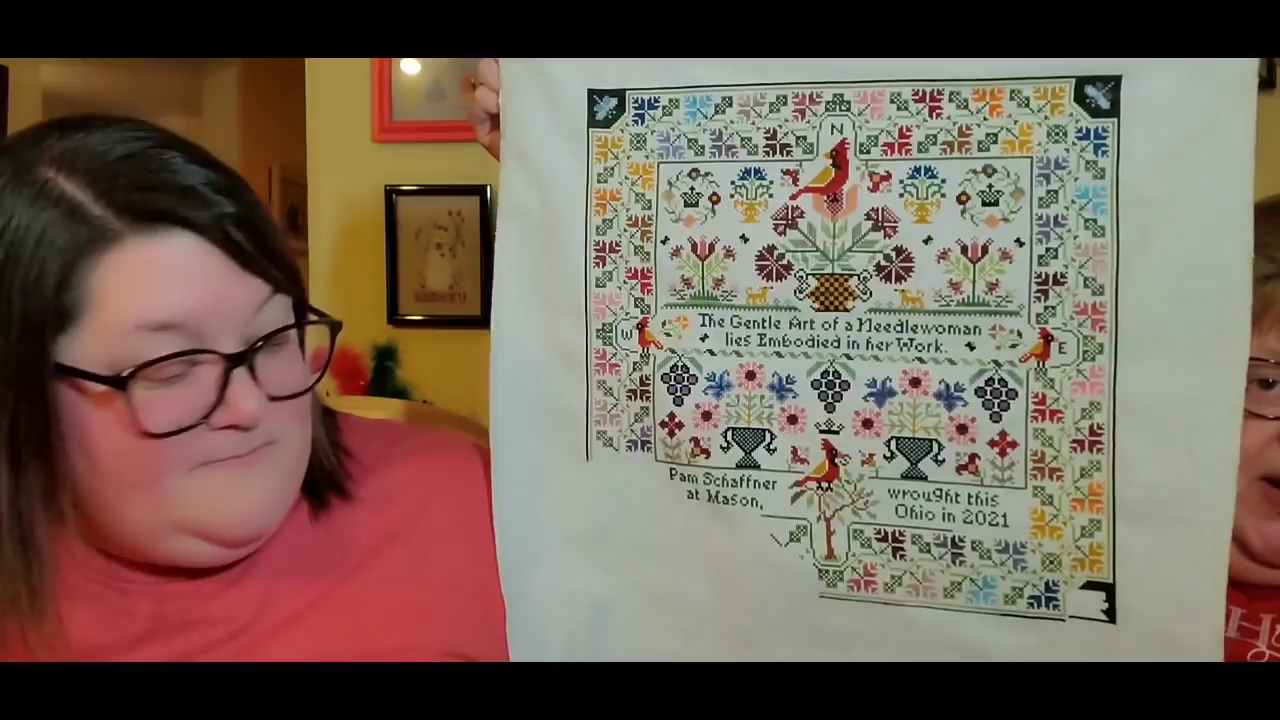 N
The Gentle Art of a Needlewoman
W
E
lies Embodied in her Work.
Pam Schaffner
wrought this
at Mason,
Ohio in 2021